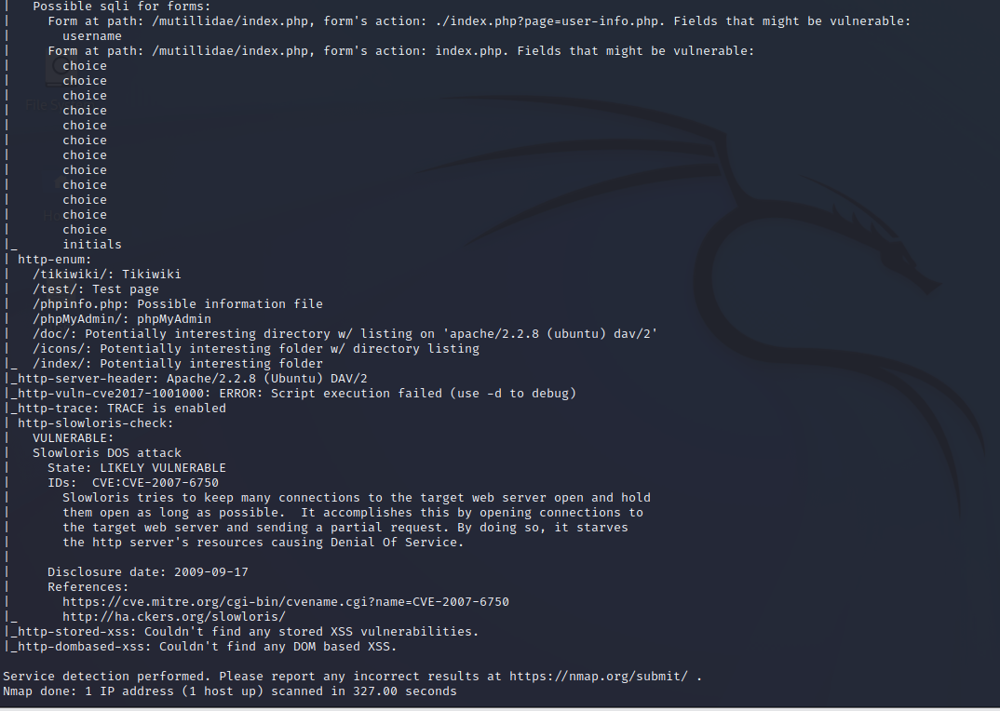 |   Possible sqli for forms:
|     Form at path: /mutillidae/index.php, form's action: ./index.php?page=user-info.php. Fields that might be vulnerable:
|       username
|     Form at path: /mutillidae/index.php, form's action: index.php. Fields that might be vulnerable:
|       choice
|       choice
|       choice
|       choice
|       choice
|       choice
|       choice
|       choice
|       choice
|       choice
|       choice
|       choice
|_      initials
| http-enum:
|   /tikiwiki/: Tikiwiki
|   /test/: Test page
|   /phpinfo.php: Possible information file
|   /phpMyAdmin/: phpMyAdmin
|   /doc/: Potentially interesting directory w/ listing on 'apache/2.2.8 (ubuntu) dav/2'
|   /icons/: Potentially interesting folder w/ directory listing
|_  /index/: Potentially interesting folder
|_http-server-header: Apache/2.2.8 (Ubuntu) DAV/2
|_http-vuln-cve2017-1001000: ERROR: Script execution failed (use -d to debug)
|_http-trace: TRACE is enabled
| http-slowloris-check:
|   VULNERABLE:
|   Slowloris DOS attack
|     State: LIKELY VULNERABLE
|     IDs:  CVE:CVE-2007-6750
|       Slowloris tries to keep many connections to the target web server open and hold
|       them open as long as possible.  It accomplishes this by opening connections to
|       the target web server and sending a partial request. By doing so, it starves
|       the http server's resources causing Denial Of Service.
|
|     Disclosure date: 2009-09-17
|     References:
|       https://cve.mitre.org/cgi-bin/cvename.cgi?name=CVE-2007-6750
|_      http://ha.ckers.org/slowloris/
|_http-stored-xss: Couldn't find any stored XSS vulnerabilities.
|_http-dombased-xss: Couldn't find any DOM based XSS.

Service detection performed. Please report any incorrect results at https://nmap.org/submit/ .
Nmap done: 1 IP address (1 host up) scanned in 327.00 seconds